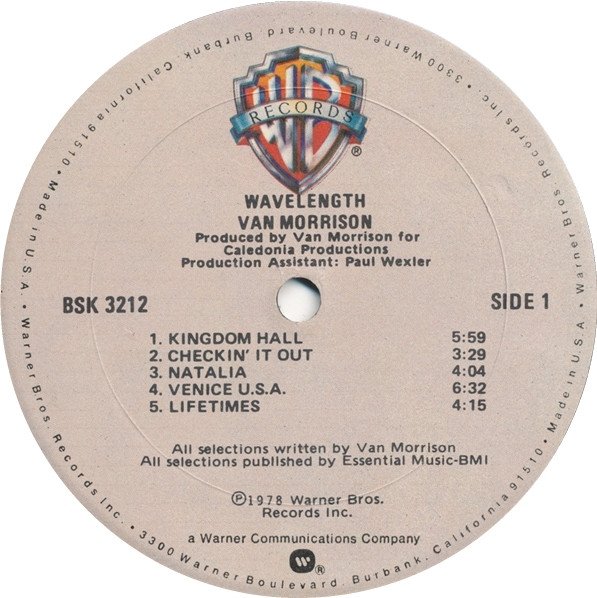 WB
RECORDS
®
WAVELENGTH
VAN MORRISON
Produced by Van Morrison for
Caledonia Productions
Production Assistant: Paul Wexler
BSK 3212
SIDE 1
1. KINGDOM HALL 5:59
2. CHECKIN' IT OUT 3:29
3. NATALIA 4:04
4. VENICE U.S.A. 6:32
5. LIFETIMES 4:15
All selections written by Van Morrison
All selections published by Essential Music-BMI
Ⓟ1978 Warner Bros.
Records Inc.
a Warner Communications Company
W ®
Warner Bros. Records Inc. • 3300 Warner Boulevard, Burbank, California 91510 • Made in U.S.A. • Warner Bros. Records Inc. • 3300 Warner Boulevard Burbank, California 91510 • Made in U.S.A. •